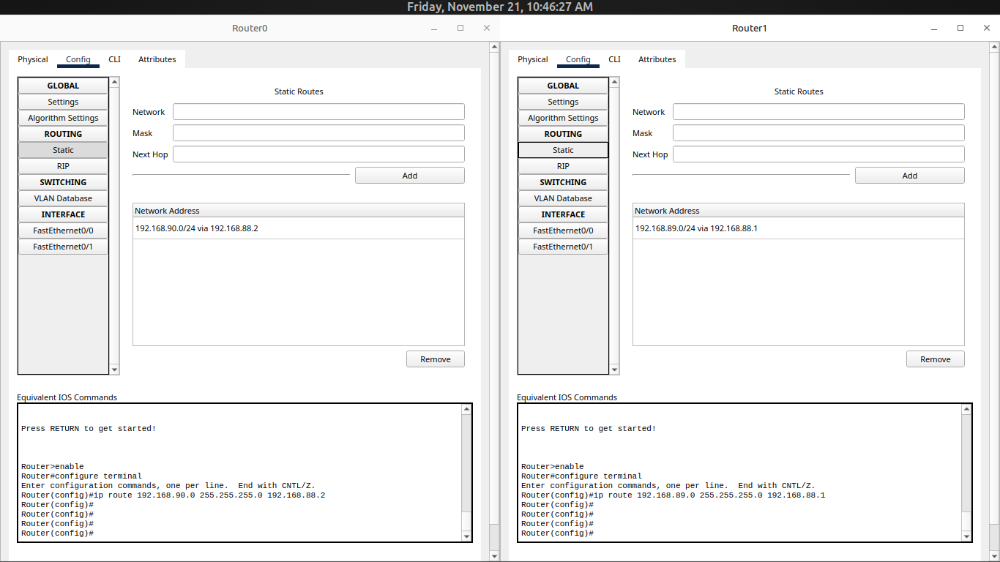 Friday, November 21, 10:46:27 AM
Router0
Physical Config CLI Attributes
GLOBAL
Settings
Algorithm Settings
ROUTING
Static
RIP
SWITCHING
VLAN Database
INTERFACE
FastEthernet0/0
FastEthernet0/1
Static Routes
Network
Mask
Next Hop
Add
Network Address
192.168.90.0/24 via 192.168.88.2
Remove
Equivalent IOS Commands
Press RETURN to get started!
Router>enable
Router#configure terminal
Enter configuration commands, one per line.  End with CNTL/Z.
Router(config)#ip route 192.168.90.0 255.255.255.0 192.168.88.2
Router(config)#
Router(config)#
Router(config)#
Router(config)#
Router1
Physical Config CLI Attributes
GLOBAL
Settings
Algorithm Settings
ROUTING
Static
RIP
SWITCHING
VLAN Database
INTERFACE
FastEthernet0/0
FastEthernet0/1
Static Routes
Network
Mask
Next Hop
Add
Network Address
192.168.89.0/24 via 192.168.88.1
Remove
Equivalent IOS Commands
Press RETURN to get started!
Router>enable
Router#configure terminal
Enter configuration commands, one per line.  End with CNTL/Z.
Router(config)#ip route 192.168.89.0 255.255.255.0 192.168.88.1
Router(config)#
Router(config)#
Router(config)#
Router(config)#